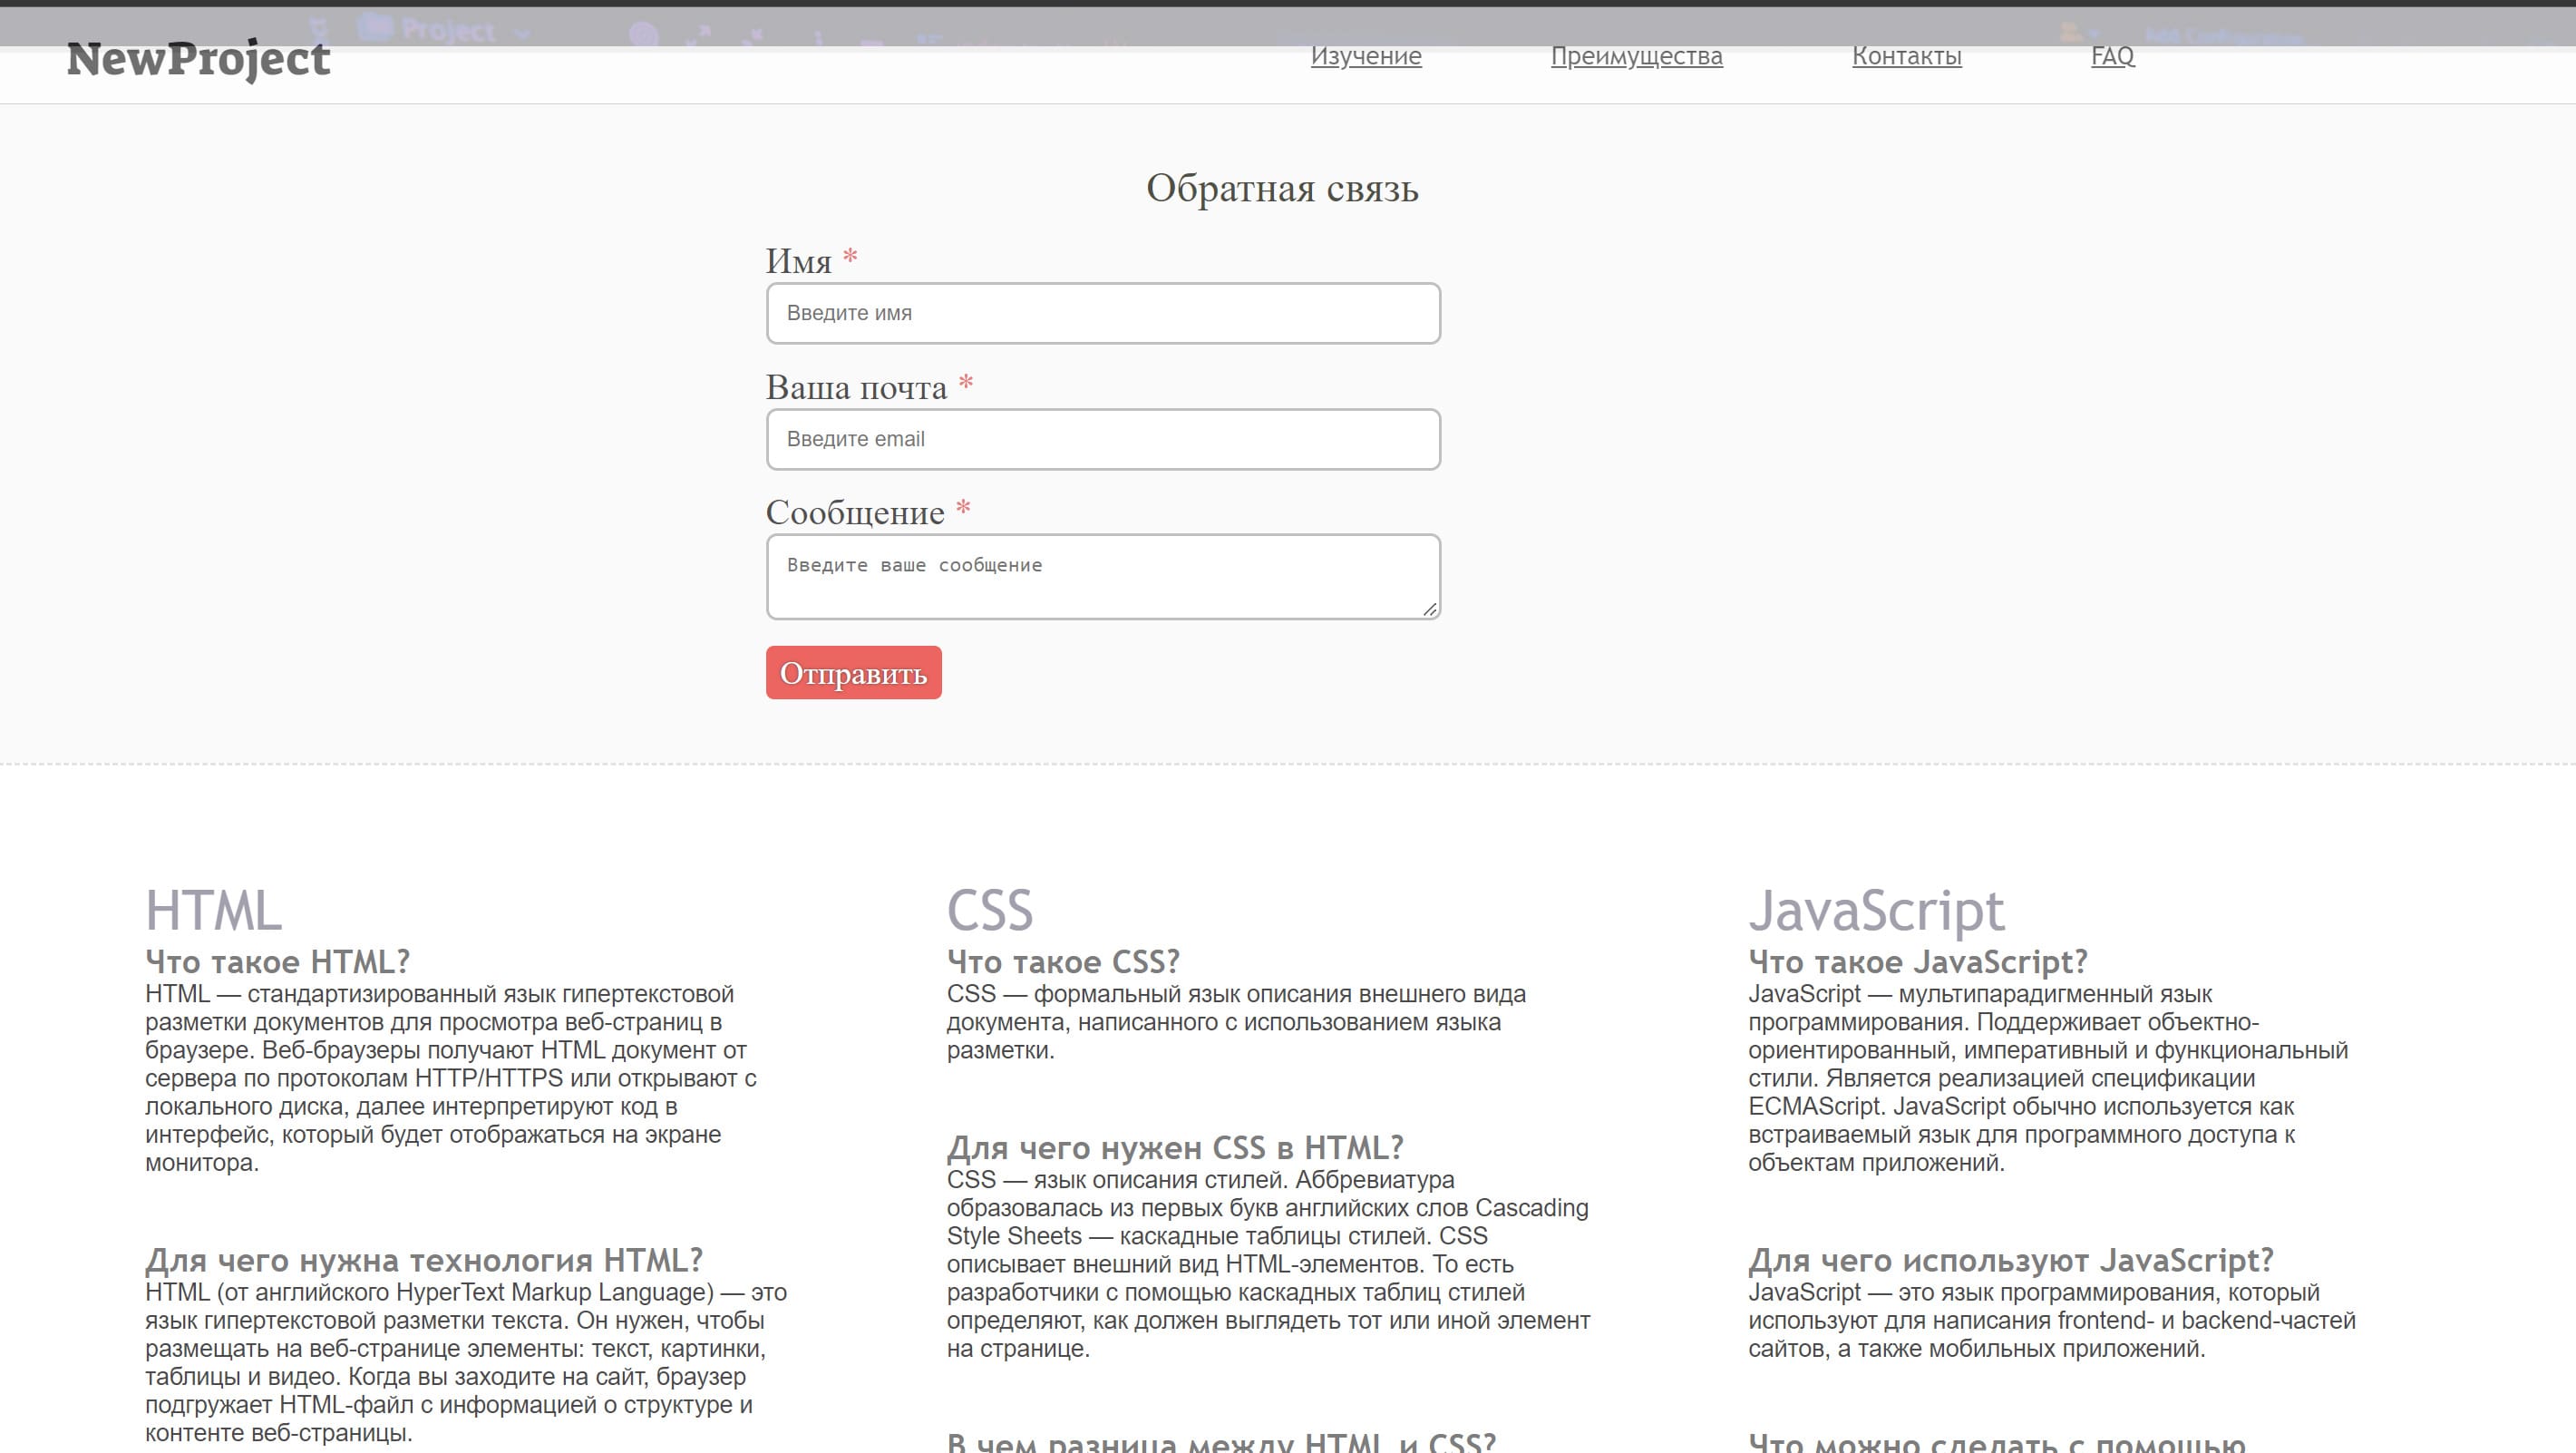 Project
NewProject
Изучение
Преимущества
Контакты
FAQ
Обратная связь
Имя *
Введите имя
Ваша почта *
Введите email
Сообщение *
Введите ваше сообщение
Отправить
HTML
Что такое HTML?
HTML — стандартизированный язык гипертекстовой
разметки документов для просмотра веб-страниц в
браузере. Веб-браузеры получают HTML документ от
сервера по протоколам HTTP/HTTPS или открывают с
локального диска, далее интерпретируют код в
интерфейс, который будет отображаться на экране
монитора.
Для чего нужна технология HTML?
HTML (от английского HyperText Markup Language) — это
язык гипертекстовой разметки текста. Он нужен, чтобы
размещать на веб-странице элементы: текст, картинки,
таблицы и видео. Когда вы заходите на сайт, браузер
подгружает HTML-файл с информацией о структуре и
контенте веб-страницы.
CSS
Что такое CSS?
CSS — формальный язык описания внешнего вида
документа, написанного с использованием языка
разметки.
Для чего нужен CSS в HTML?
CSS — язык описания стилей. Аббревиатура
образовалась из первых букв английских слов Cascading
Style Sheets — каскадные таблицы стилей. CSS
описывает внешний вид HTML-элементов. То есть
разработчики с помощью каскадных таблиц стилей
определяют, как должен выглядеть тот или иной элемент
на странице.
В чем разница между HTML и CSS?
JavaScript
Что такое JavaScript?
JavaScript — мультипарадигменный язык
программирования. Поддерживает объектно-
ориентированный, императивный и функциональный
стили. Является реализацией спецификации
ECMAScript. JavaScript обычно используется как
встраиваемый язык для программного доступа к
объектам приложений.
Для чего используют JavaScript?
JavaScript — это язык программирования, который
используют для написания frontend- и backend-частей
сайтов, а также мобильных приложений.
Что можно сделать с помощью